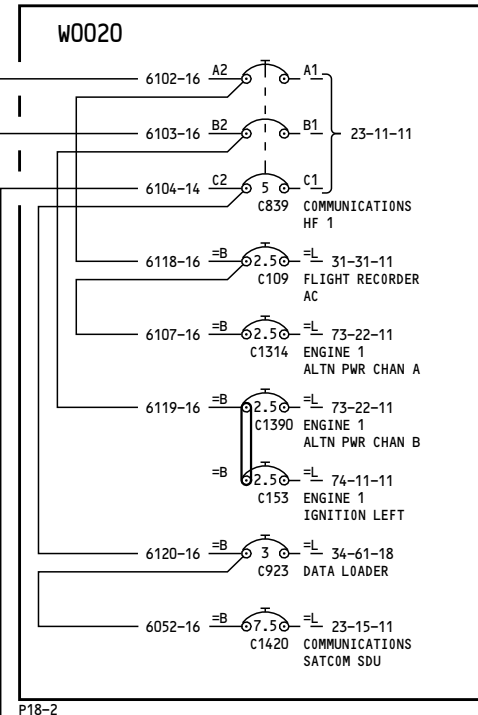 W0020
6102-16 A2 A1
6103-16 B2 B1 23-11-11
6104-14 C2 5 C1
C839 COMMUNICATIONS
HF 1
6118-16 =B 2.5 =L 31-31-11
C109 FLIGHT RECORDER
AC
6107-16 =B 2.5 =L 73-22-11
C1314 ENGINE 1
ALTN PWR CHAN A
6119-16 =B 2.5 =L 73-22-11
C1390 ENGINE 1
ALTN PWR CHAN B
=B 2.5 =L 74-11-11
C153 ENGINE 1
IGNITION LEFT
6120-16 =B 3 =L 34-61-18
C923 DATA LOADER
6052-16 =B 7.5 =L 23-15-11
C1420 COMMUNICATIONS
SATCOM SDU
P18-2